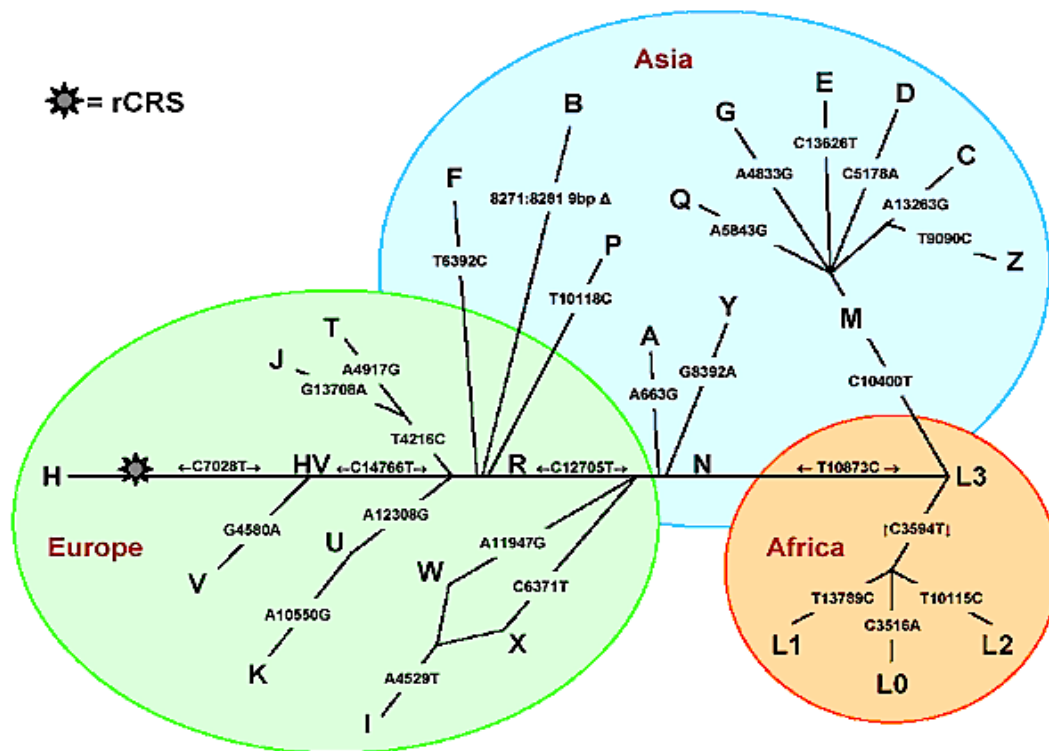 Asia
= rCRS
E
D
B
G
C13626T
C
A4833G
C5178A
F
8271:8281 9bp Δ
Q
A13263G
A5843G
T9090C
P
Z
T6392C
T10118C
Y
M
T
A
J
A4917G
G8392A
G13708A
C10400T
A663G
T4216C
H
←C7028T→
HV
←C14766T→
R
←C12705T→
N
←T10873C→
L3
A12308G
G4580A
↑C3594T↓
Europe
U
A11947G
Africa
W
C6371T
V
T13789C
T10115C
A10550G
C3516A
X
L1
L2
K
A4529T
L0
I